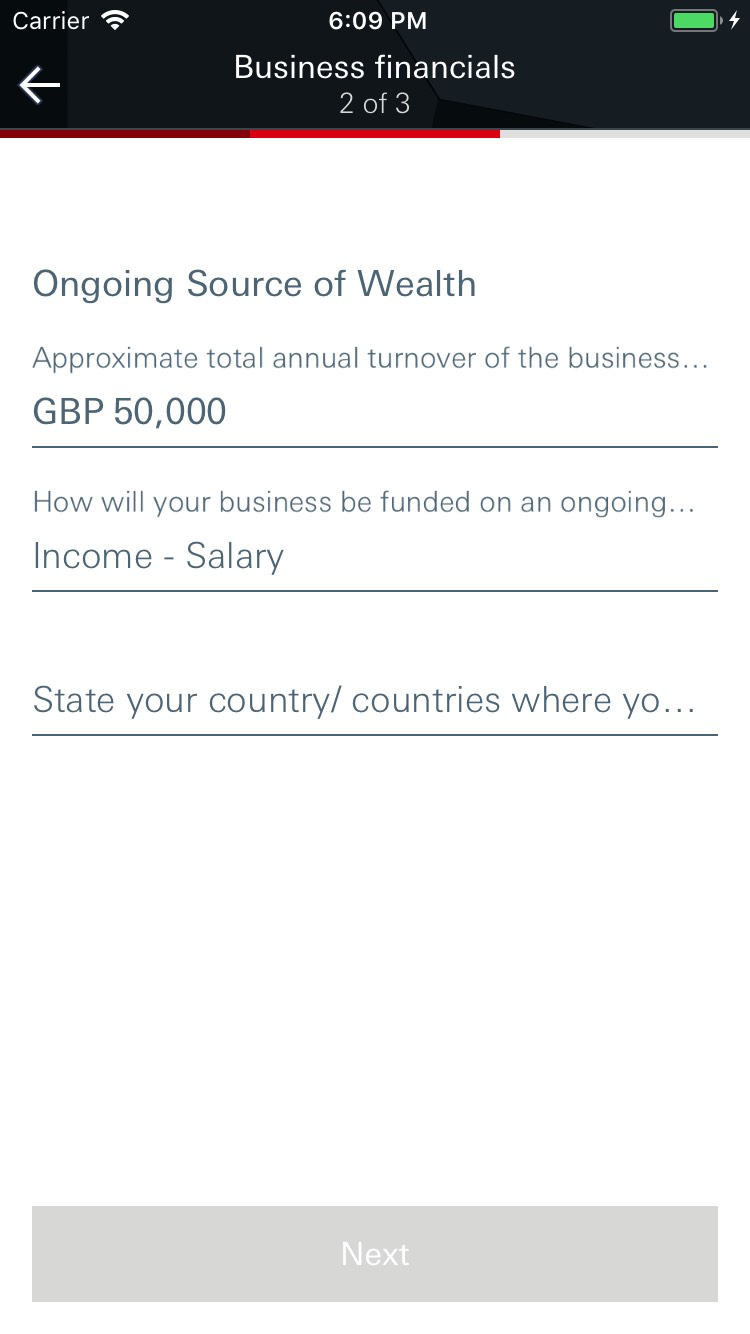 Carrier 6:09 PM
Business financials
2 of 3
Ongoing Source of Wealth
Approximate total annual turnover of the business...
GBP 50,000
How will your business be funded on an ongoing...
Income - Salary
State your country/ countries where yo...
Next